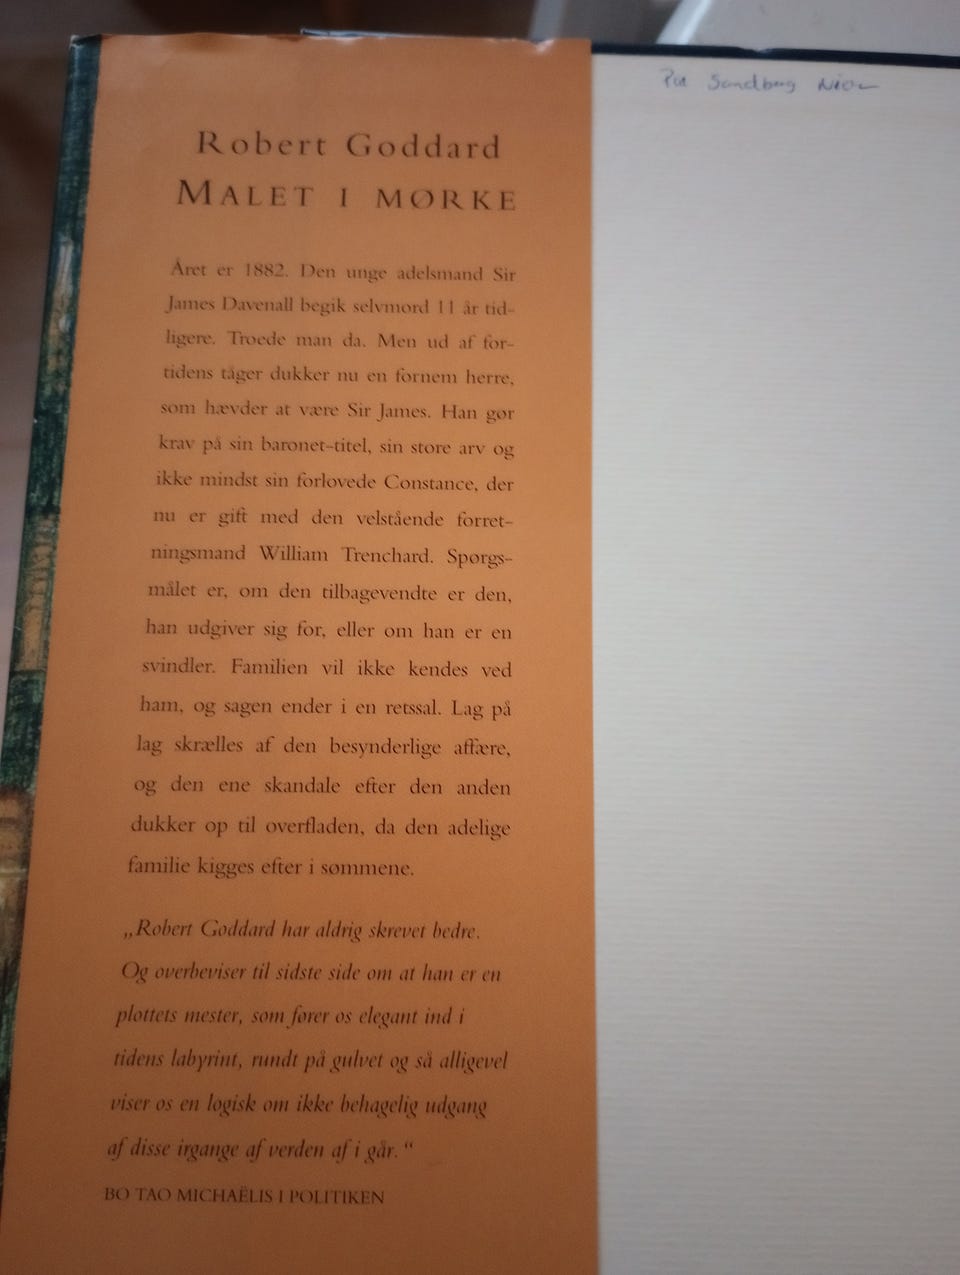 Sandberg
Robert Goddard
MALET I MØRKE
Året er 1882. Den unge adelsmand Sir
James Davenall begik selvmord 11 år tid-
ligere. Troede man da. Men ud af for-
tidens tåger dukker nu en fornem herre,
som hævder at være Sir James. Han gør
krav på sin baronet-titel, sin store arv og
ikke mindst sin forlovede Constance, der
nu er gift med den velstående forret-
ningsmand William Trenchard. Spørgs-
målet er, om den tilbagevendte er den,
han udgiver sig for, eller om han er en
svindler. Familien vil ikke kendes ved
ham, og sagen ender i en retssal. Lag på
lag skrælles af den besynderlige affære,
og den ene skandale efter den anden
dukker op til overfladen, da den adelige
familie kigges efter i sømmene.
„Robert Goddard har aldrig skrevet bedre.
Og overbeviser til sidste side om at han er en
plottets mester, som fører os elegant ind i
tidens labyrint, rundt på gulvet og så alligevel
viser os en logisk om ikke behagelig udgang
af disse irgange af verden af i går.“
BO TAO MICHAËLIS I POLITIKEN